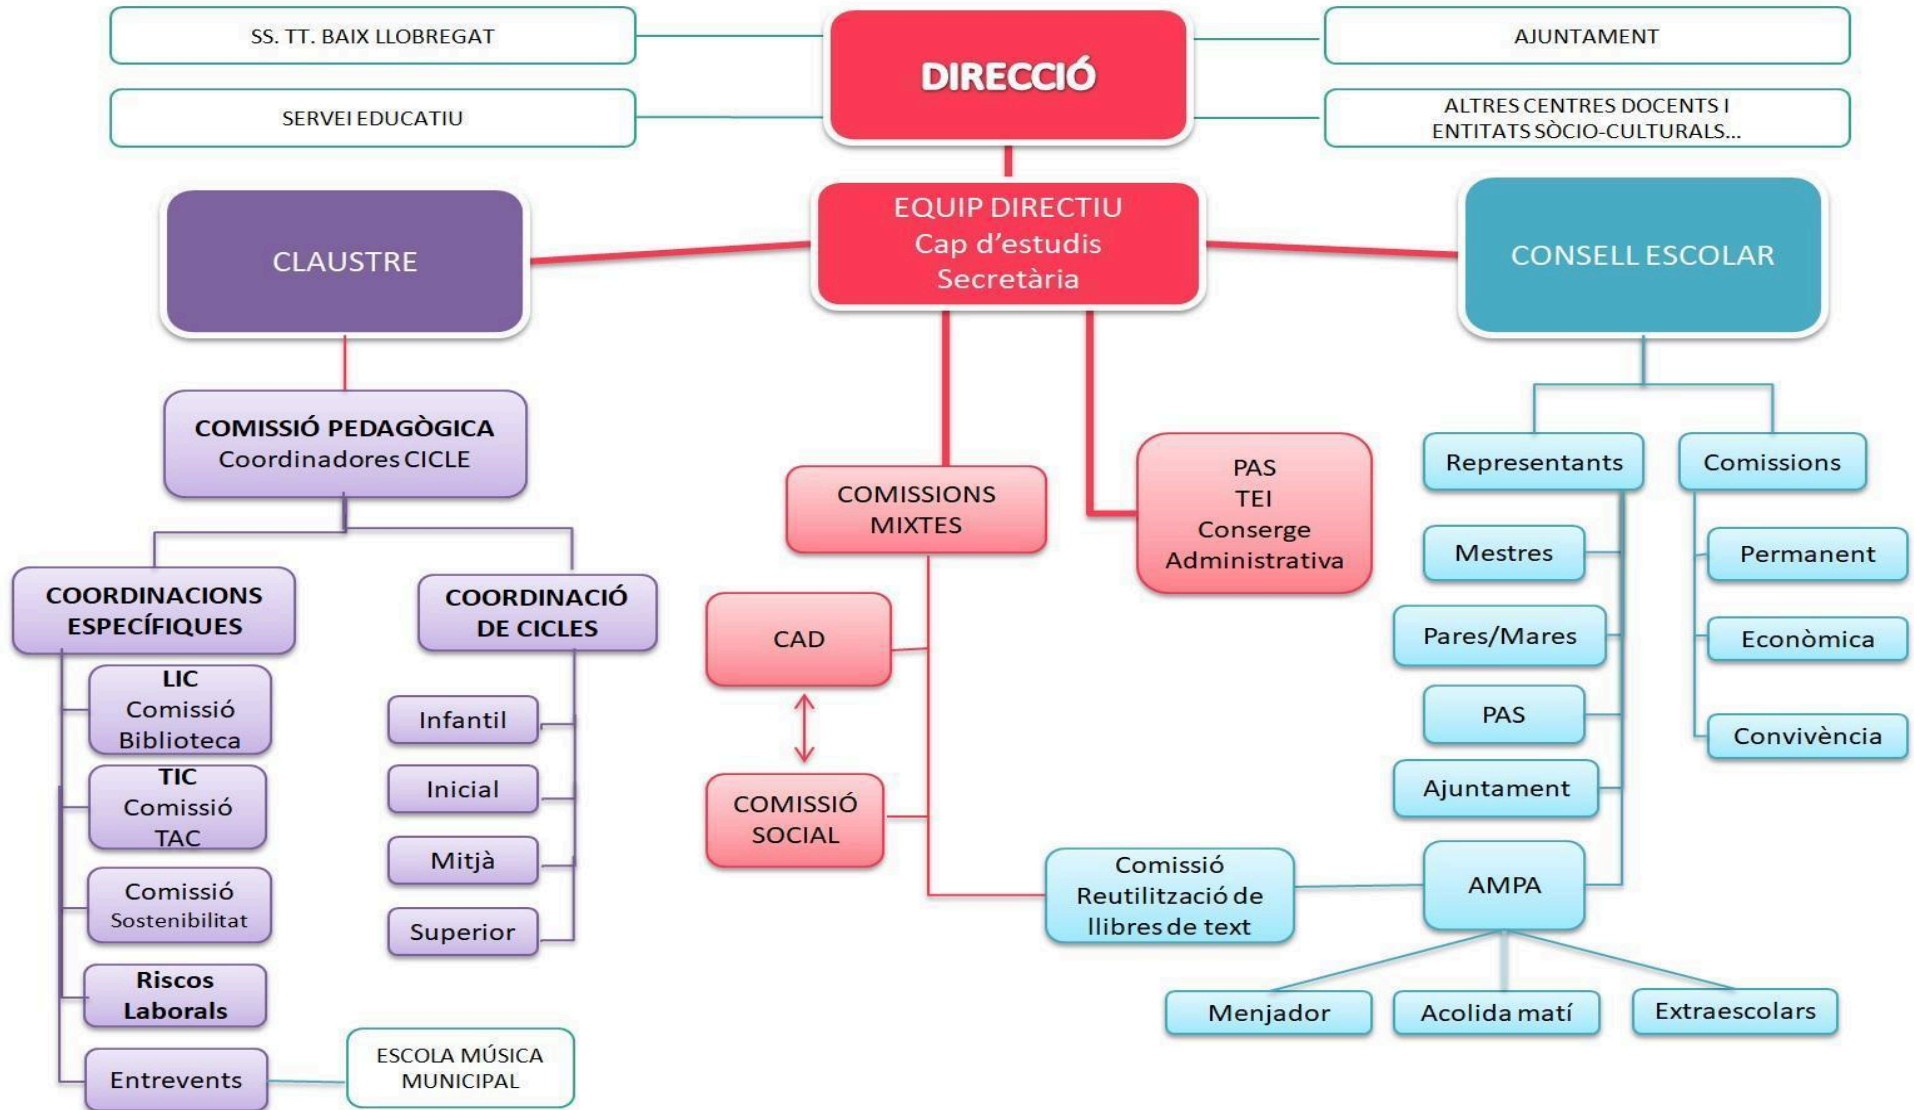 SS. TT. BAIX LLOBREGAT
SERVEI EDUCATIU
DIRECCIÓ
AJUNTAMENT
ALTRES CENTRES DOCENTS I
ENTITATS SÒCIO-CULTURALS...
CLAUSTRE
EQUIP DIRECTIU
Cap d'estudis
Secretària
CONSELL ESCOLAR
COMISSIÓ PEDAGÒGICA
Coordinadores CICLE
COORDINACIONS
ESPECÍFIQUES
LIC
Comissió
Biblioteca
TIC
Comissió
TAC
Comissió
Sostenibilitat
Riscos
Laborals
Entrevents
ESCOLA MÚSICA
MUNICIPAL
COORDINACIÓ
DE CICLES
Infantil
Inicial
Mitjà
Superior
COMISSIONS
MIXTES
CAD
COMISSIÓ
SOCIAL
PAS
TEI
Conserge
Administrativa
Representants
Mestres
Pares/Mares
PAS
Ajuntament
AMPA
Comissió
Reutilització de
llibres de text
Menjador
Acolida matí
Extraescolars
Comissions
Permanent
Econòmica
Convivència